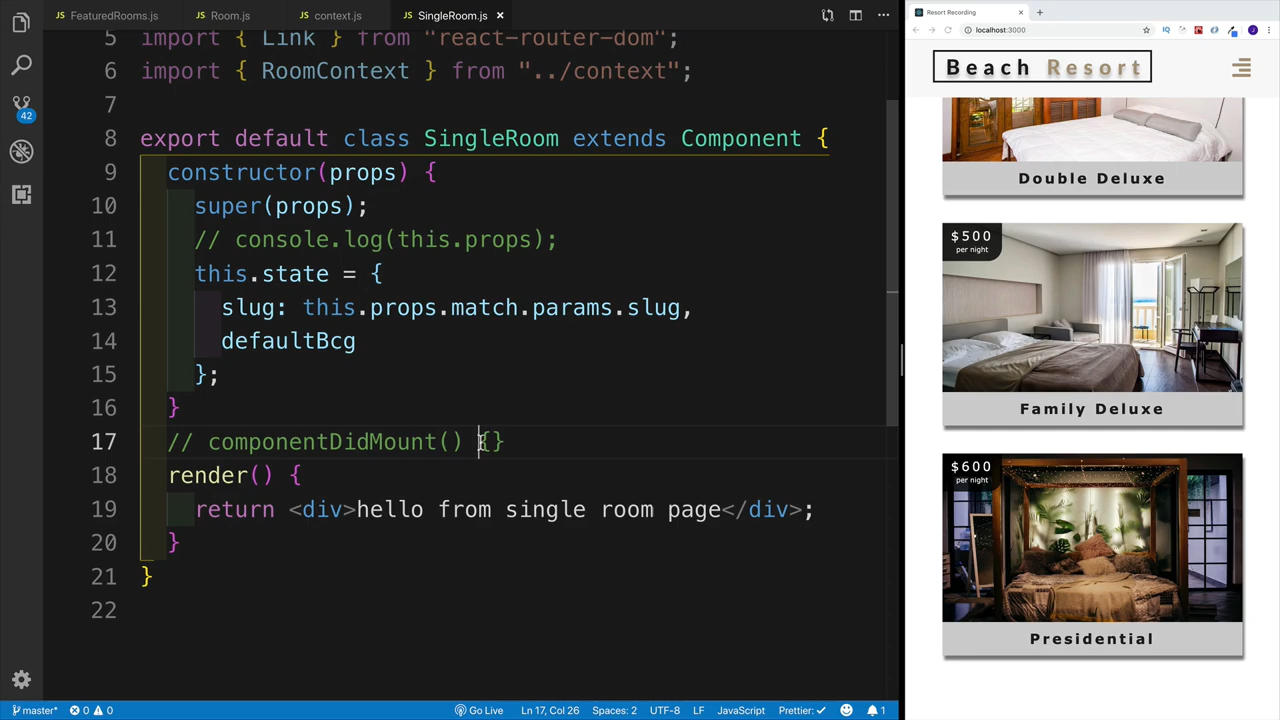 FeaturedRooms.js
Room.js
context.js
SingleRoom.js
5 import { Link } from "react-router-dom";
6 import { RoomContext } from "../context";
7
8 export default class SingleRoom extends Component {
9 constructor(props) {
10 super(props);
11 // console.log(this.props);
12 this.state = {
13 slug: this.props.match.params.slug,
14 defaultBcg
15 };
16 }
17 // componentDidMount() {}
18 render() {
19 return <div>hello from single room page</div>;
20 }
21 }
22
42
master*
0
0
Ln 17, Col 26
Spaces: 2
UTF-8
LF
JavaScript
Prettier: ✓
Go Live
1
Resort Recording
localhost:3000
IQ
J
Beach Resort
Double Deluxe
$500
per night
Family Deluxe
$600
per night
Presidential